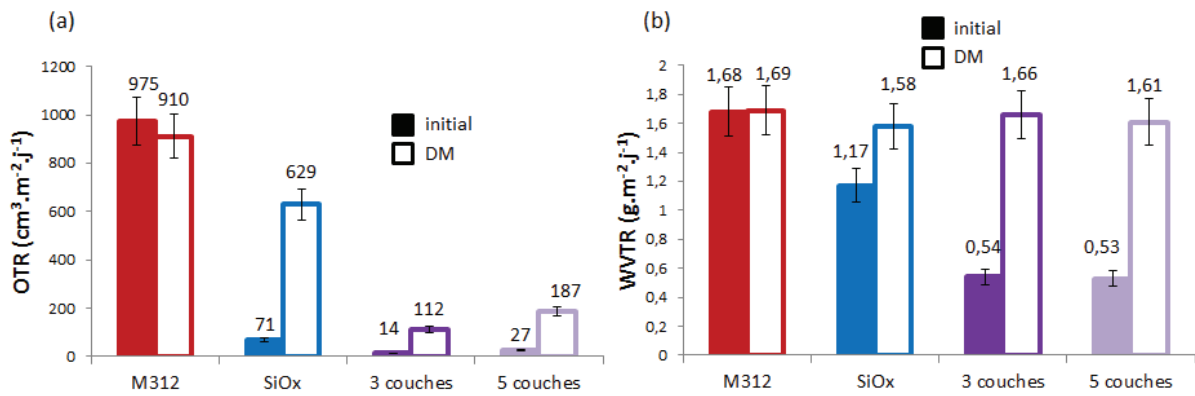 (a)
OTR (cm³.m⁻².j⁻¹)
1200
1000
800
600
400
200
0
975
910
71
629
14
112
27
187
initial
DM
M312
SiOx
3 couches
5 couches
(b)
WVTR (g.m⁻².j⁻¹)
2
1,8
1,6
1,4
1,2
1
0,8
0,6
0,4
0,2
0
initial
DM
1,68
1,69
1,17
1,58
0,54
1,66
0,53
1,61
M312
SiOx
3 couches
5 couches